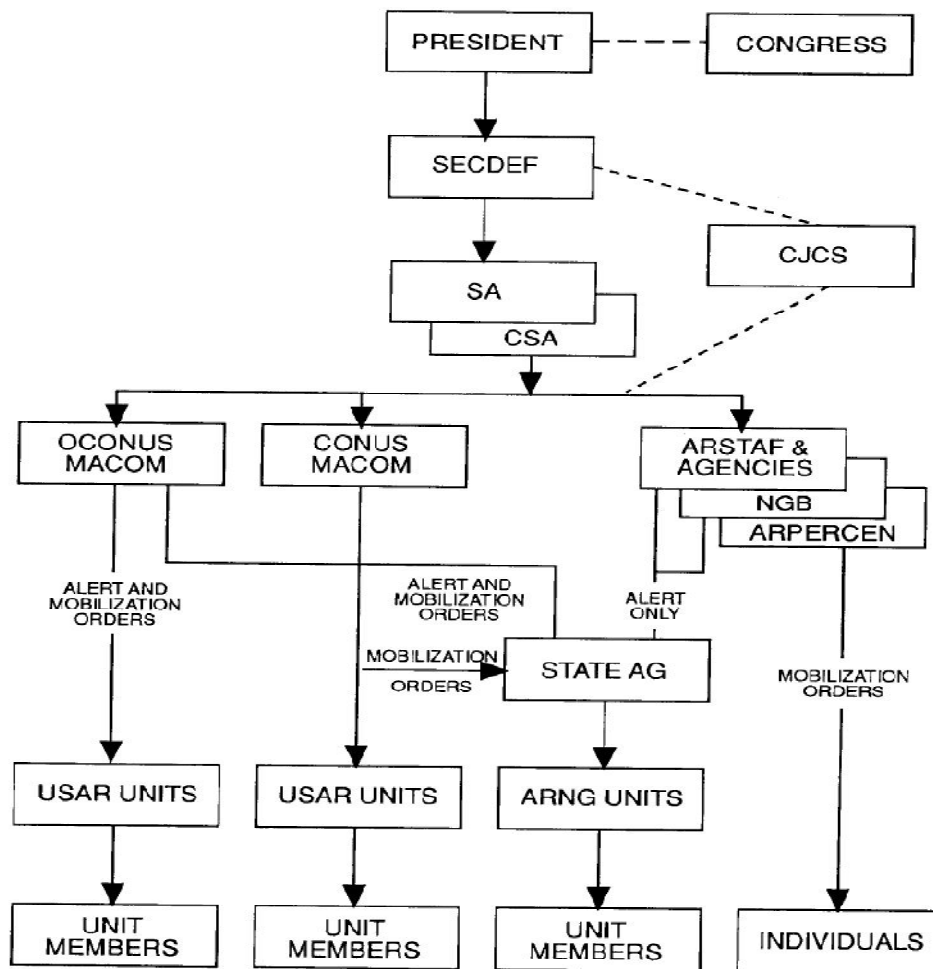 PRESIDENT
CONGRESS
SECDEF
CJCS
SA
CSA
OCONUS
MACOM
CONUS
MACOM
ARSTAF &
AGENCIES
NGB
ARPERCEN
ALERT AND
MOBILIZATION
ORDERS
ALERT AND
MOBILIZATION
ORDERS
ALERT
ONLY
MOBILIZATION
ORDERS
STATE AG
MOBILIZATION
ORDERS
USAR UNITS
USAR UNITS
ARNG UNITS
UNIT
MEMBERS
UNIT
MEMBERS
UNIT
MEMBERS
INDIVIDUALS